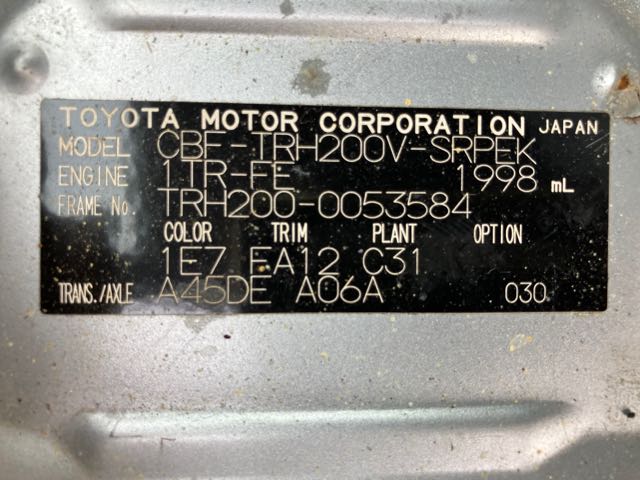 TOYOTA MOTOR CORPORATION JAPAN
MODEL CBF-TRH200V-SRPEK
ENGINE 1TR-FE 1998 mL
FRAME No. TRH200-0053584
COLOR TRIM PLANT OPTION
1E7 FA12 C31
TRANS./AXLE A45DE A06A 030